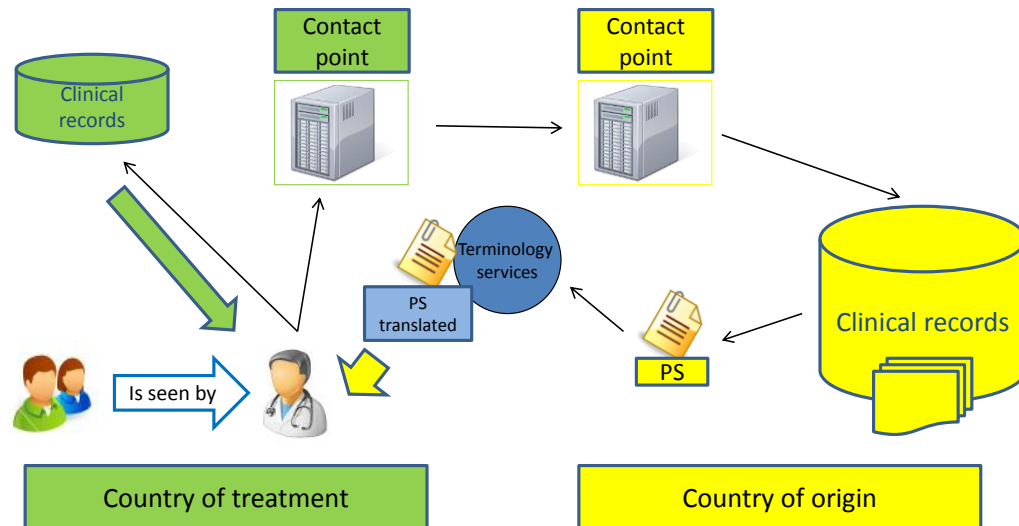 Contact
point
Contact
point
Clinical
records
Terminology
services
PS
translated
Clinical records
PS
Is seen by
Country of treatment
Country of origin